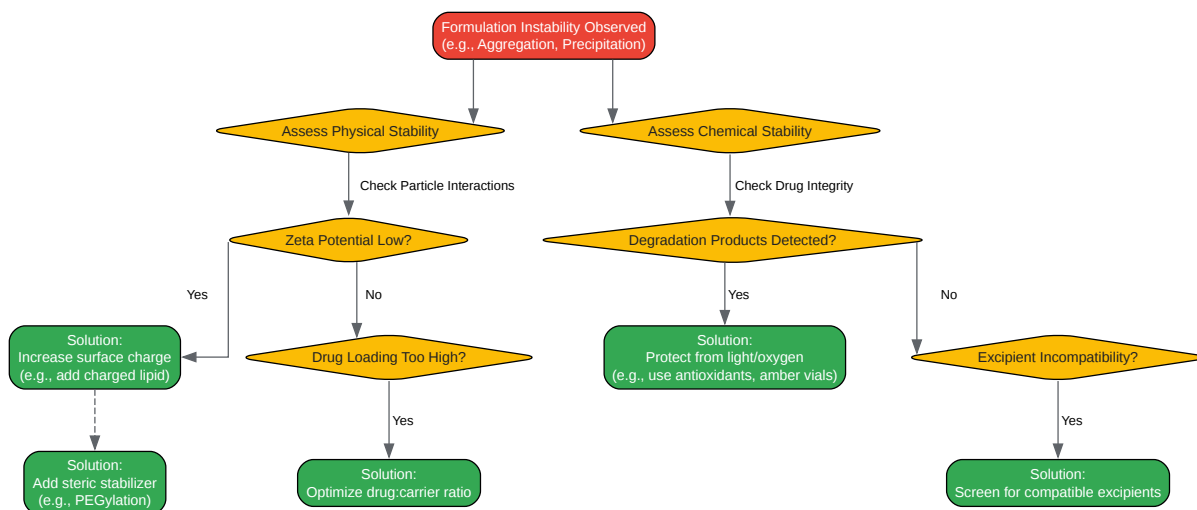 Formulation Instability Observed
(e.g., Aggregation, Precipitation)
Assess Physical Stability
Assess Chemical Stability
Check Particle Interactions
Check Drug Integrity
Zeta Potential Low?
Degradation Products Detected?
Yes
No
Yes
No
Solution:
Increase surface charge
(e.g., add charged lipid)
Drug Loading Too High?
Solution:
Protect from light/oxygen
(e.g., use antioxidants, amber vials)
Excipient Incompatibility?
Yes
Yes
Solution:
Add steric stabilizer
(e.g., PEGylation)
Solution:
Optimize drug:carrier ratio
Solution:
Screen for compatible excipients